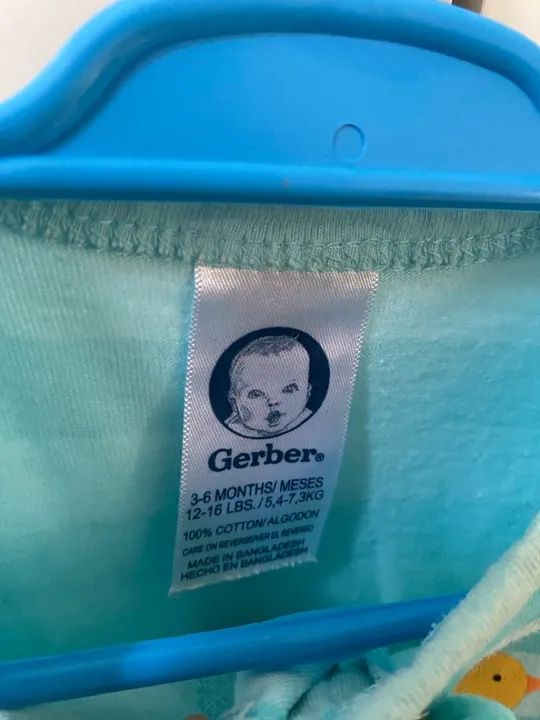 Gerber®
3-6 MONTHS/ MESES
12-16 LBS./5,4-7,3KG
100% COTTON/ALGODON
CARE ON REVERSE/VER EL REVERSO
MADE IN BANGLADESH
HECHO EN BANGLADESH